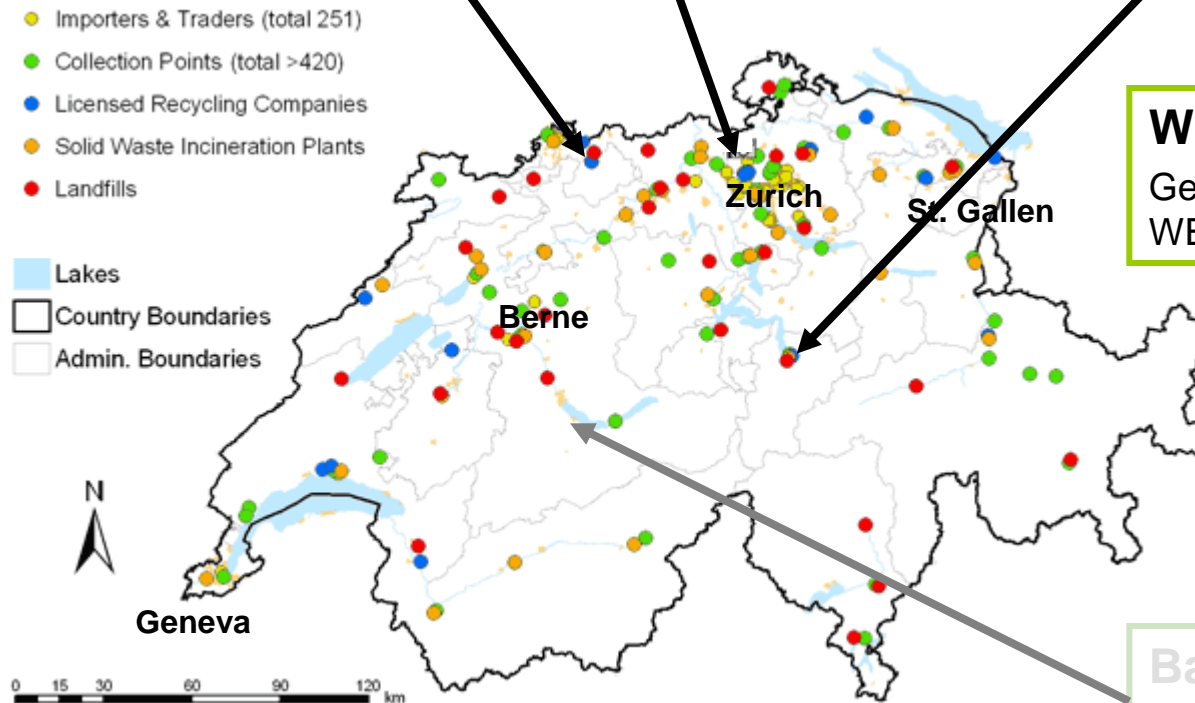 Importers & Traders (total 251)
Collection Points (total >420)
Licensed Recycling Companies
Solid Waste Incineration Plants
Landfills
Lakes
Country Boundaries
Admin. Boundaries
Zurich
St. Gallen
Berne
Geneva
N
0 15 30 60 90 120 km
W
Ge
WE
Ba